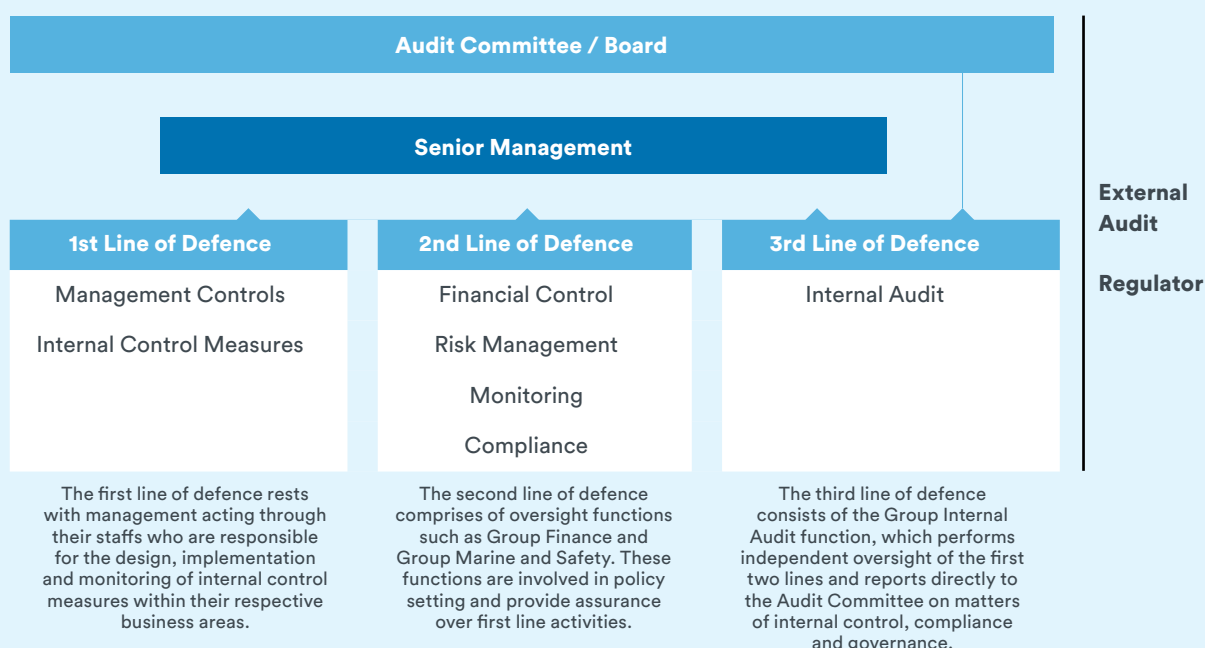 Audit Committee / Board
Senior Management
External
Audit
Regulator
1st Line of Defence
Management Controls
Internal Control Measures
The first line of defence rests
with management acting through
their staffs who are responsible
for the design, implementation
and monitoring of internal control
measures within their respective
business areas.
2nd Line of Defence
Financial Control
Risk Management
Monitoring
Compliance
The second line of defence
comprises of oversight functions
such as Group Finance and
Group Marine and Safety. These
functions are involved in policy
setting and provide assurance
over first line activities.
3rd Line of Defence
Internal Audit
The third line of defence
consists of the Group Internal
Audit function, which performs
independent oversight of the first
two lines and reports directly to
the Audit Committee on matters
of internal control, compliance
and governance.